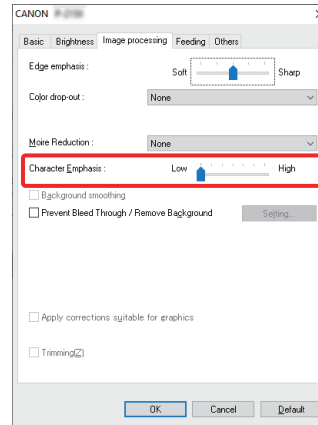 CANON
Basic Brightness Image processing Feeding Others
Edge emphasis :
Soft Sharp
Color drop-out : None
Moire Reduction : None
Character Emphasis : Low High
Background smoothing
Prevent Bleed Through / Remove Background Setting...
Apply corrections suitable for graphics
Trimming(Z)
OK Cancel Default